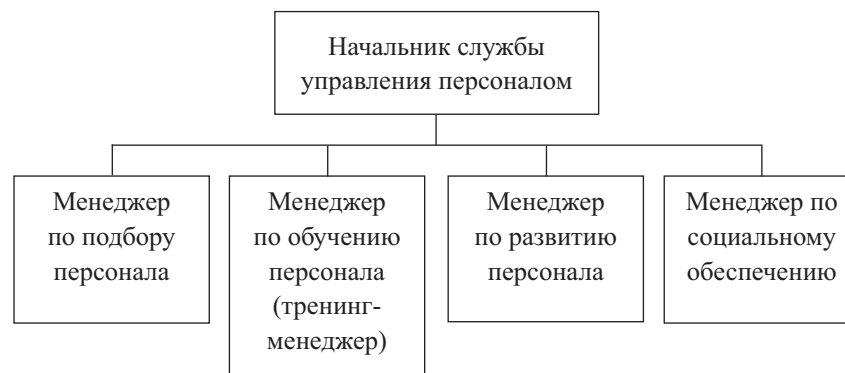 Начальник службы
управления персоналом
Менеджер
по подбору
персонала
Менеджер
по обучению
персонала
(тренинг-
менеджер)
Менеджер
по развитию
персонала
Менеджер по
социальному
обеспечению